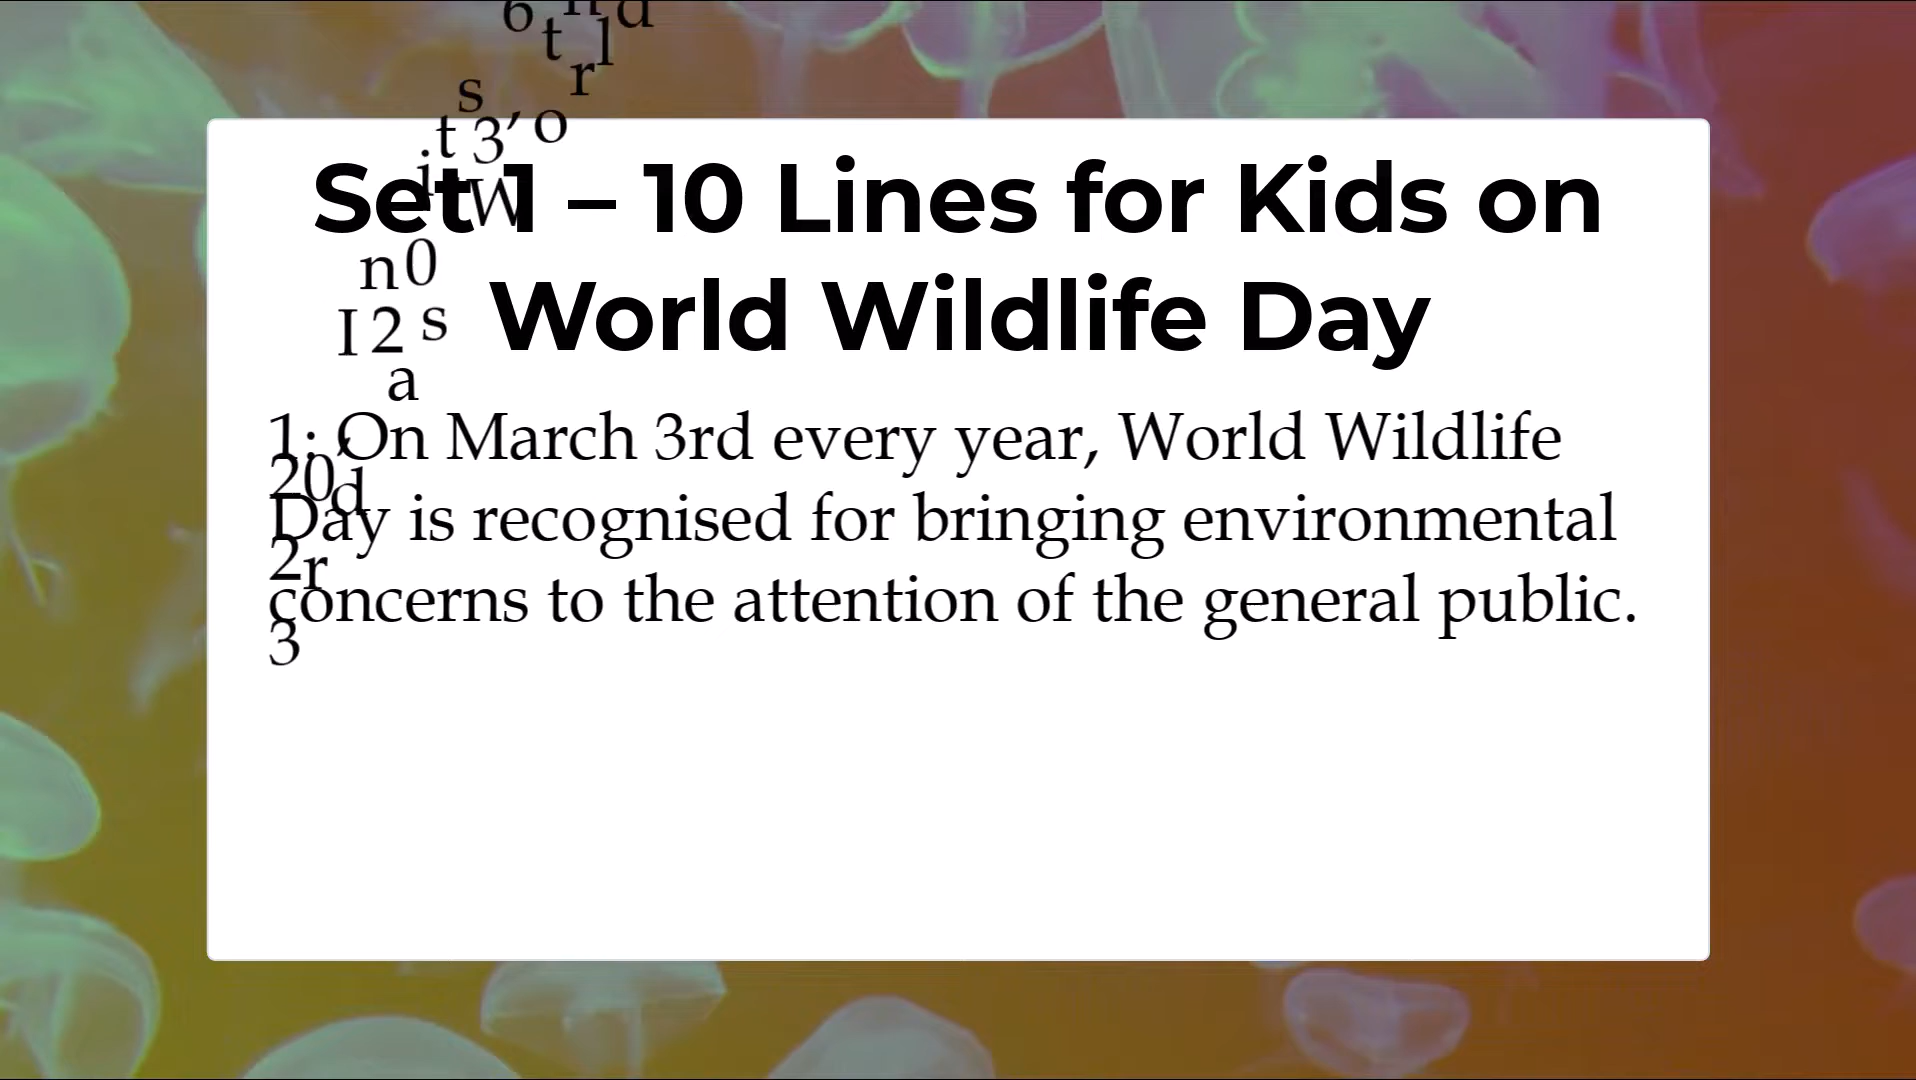 Set 1 – 10 Lines for Kids on
World Wildlife Day
1: On March 3rd every year, World Wildlife
Day is recognised for bringing environmental
concerns to the attention of the general public.